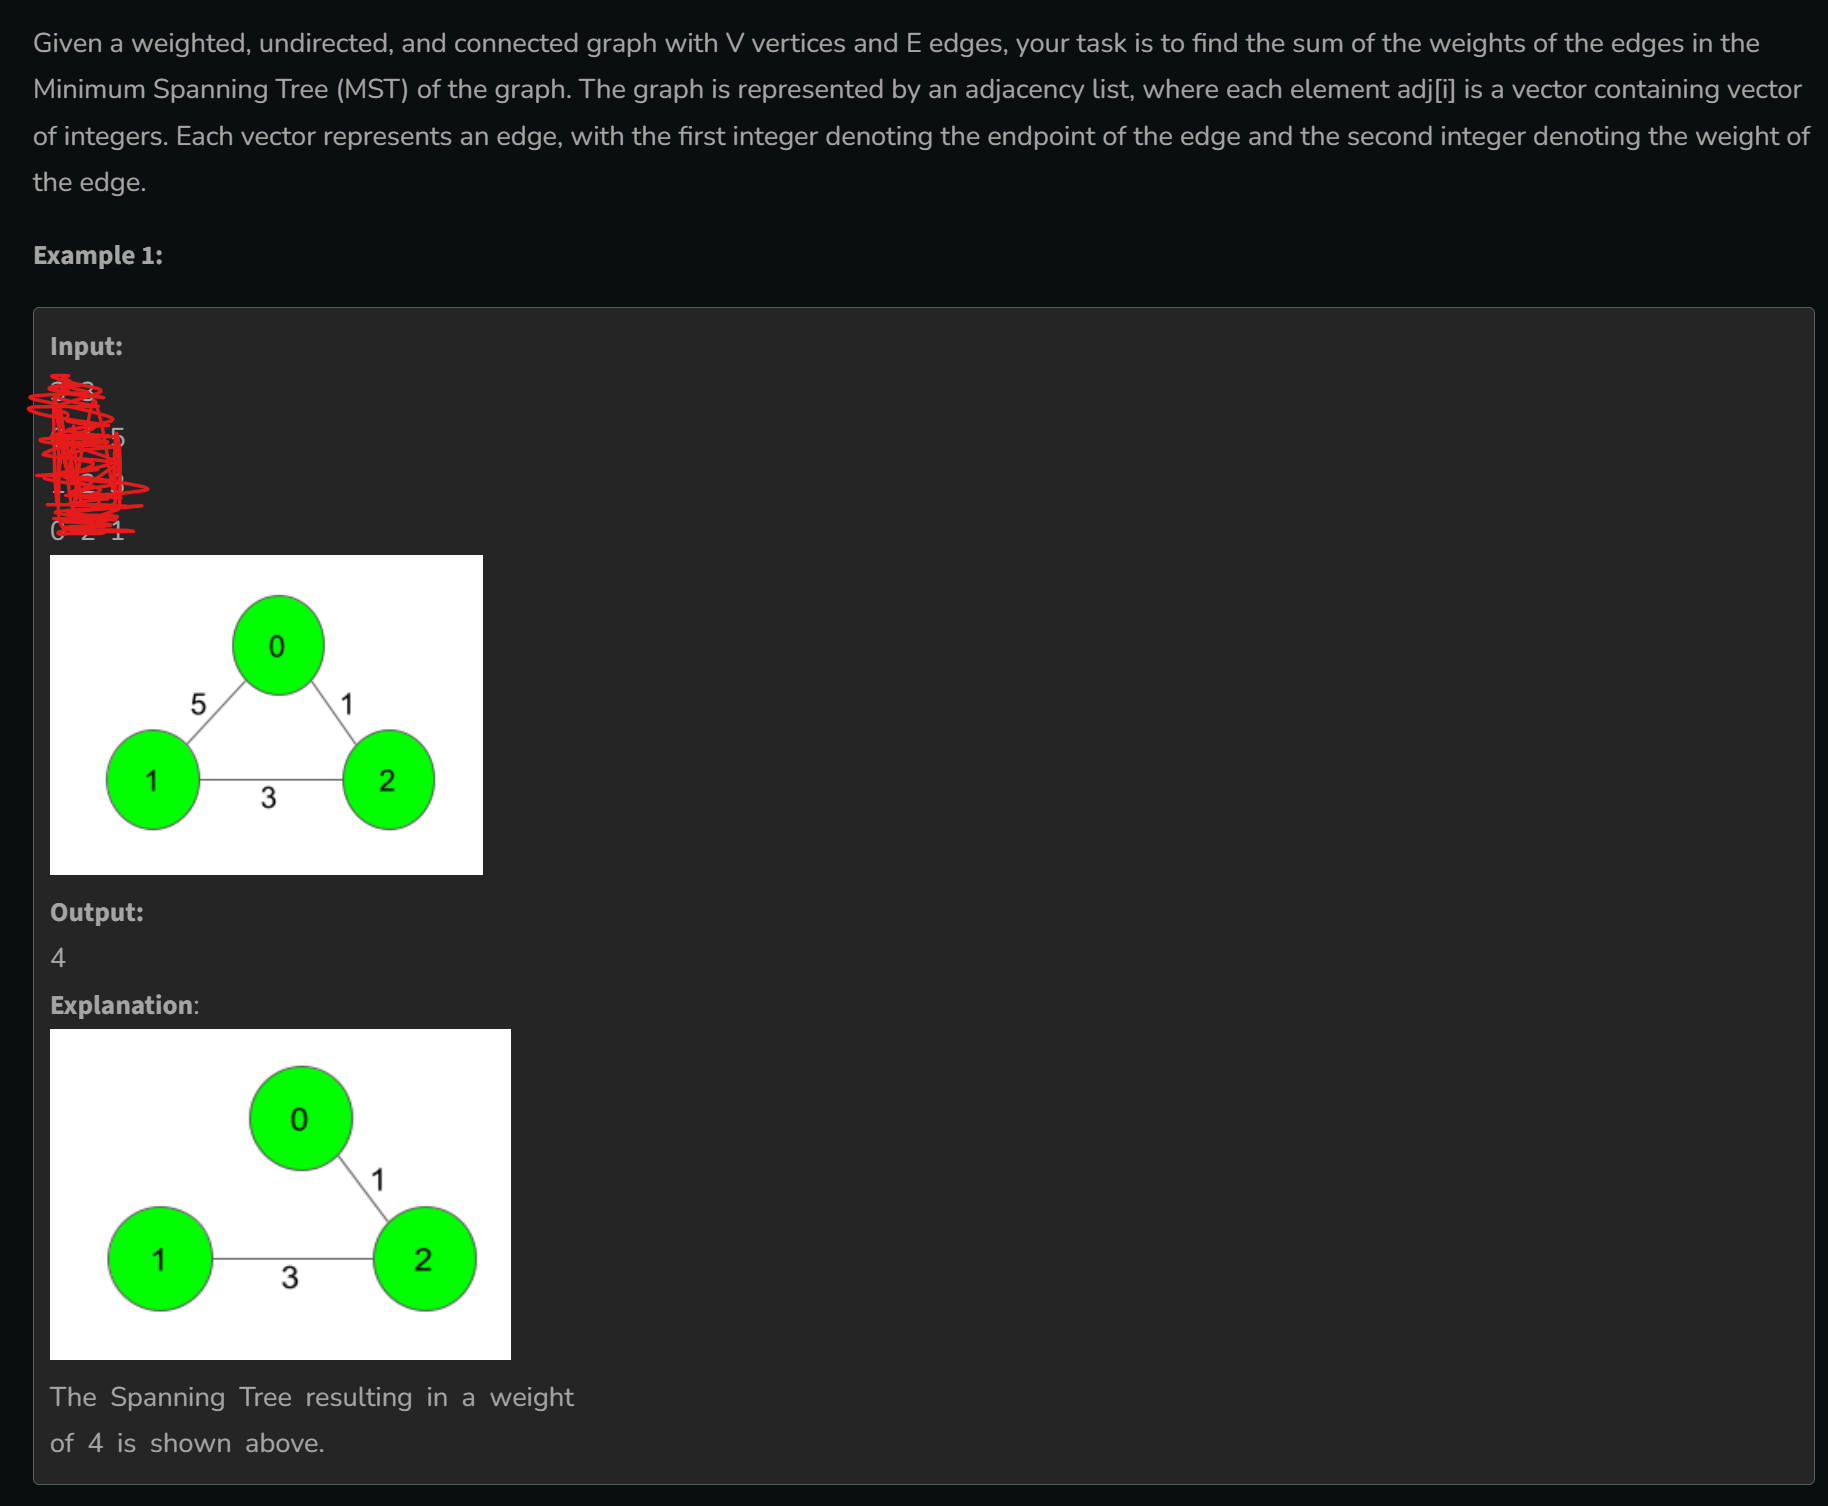 Given a weighted, undirected, and connected graph with V vertices and E edges, your task is to find the sum of the weights of the edges in the
Minimum Spanning Tree (MST) of the graph. The graph is represented by an adjacency list, where each element adj[i] is a vector containing vector
of integers. Each vector represents an edge, with the first integer denoting the endpoint of the edge and the second integer denoting the weight of
the edge.
Example 1:
Input:
3
5
0 2 1
0
5 1
1 2
3
Output:
4
Explanation:
0
1
1 2
3
The Spanning Tree resulting in a weight
of 4 is shown above.